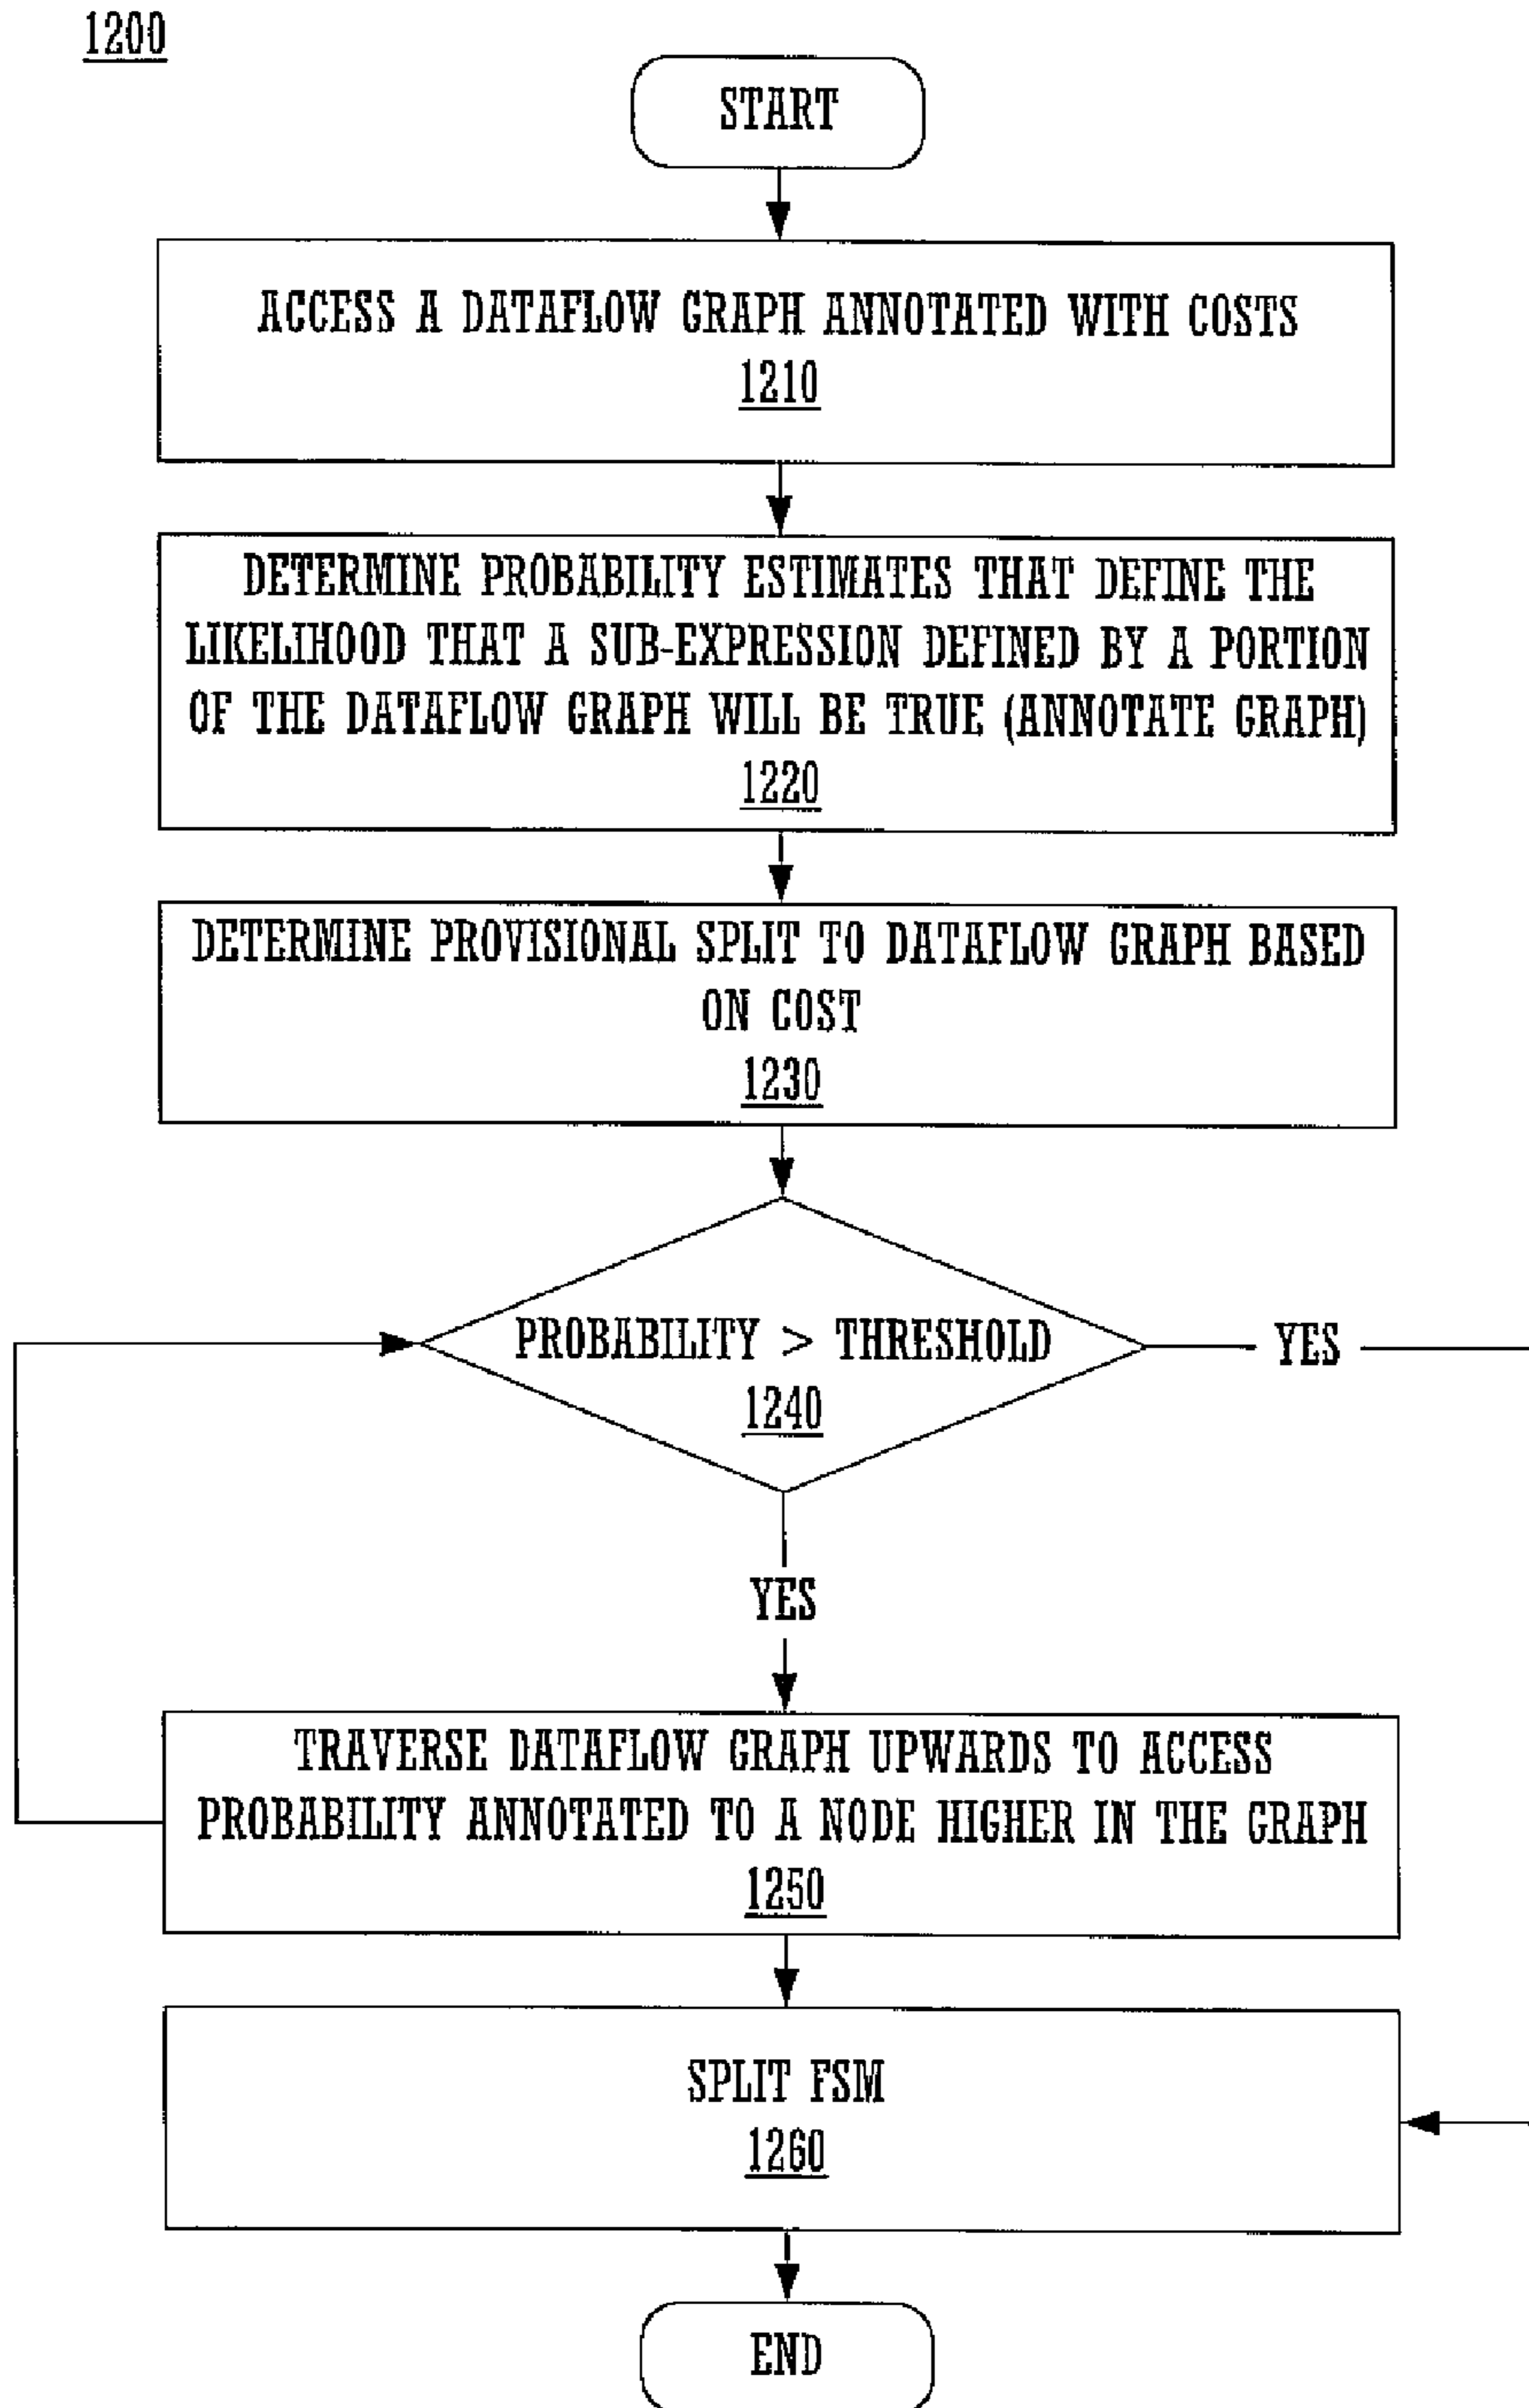 1200
START
ACCESS A DATAFLOW GRAPH ANNOTATED WITH COSTS
1210
DETERMINE PROBABILITY ESTIMATES THAT DEFINE THE
LIKELIHOOD THAT A SUB-EXPRESSION DEFINED BY A PORTION
OF THE DATAFLOW GRAPH WILL BE TRUE (ANNOTATE GRAPH)
1220
DETERMINE PROVISIONAL SPLIT TO DATAFLOW GRAPH BASED
ON COST
1230
PROBABILITY > THRESHOLD
1240
YES
YES
TRAVERSE DATAFLOW GRAPH UPWARDS TO ACCESS
PROBABILITY ANNOTATED TO A NODE HIGHER IN THE GRAPH
1250
SPLIT FSM
1260
END